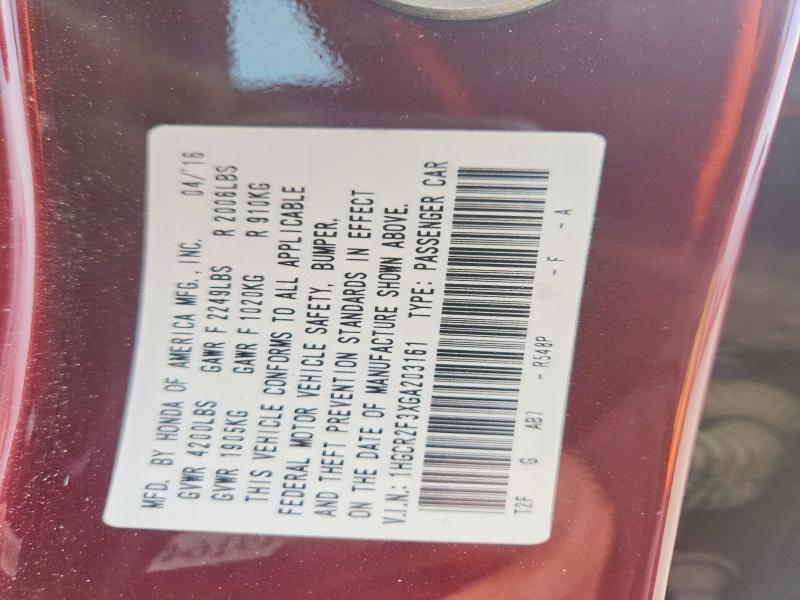 MFD. BY HONDA OF AMERICA MFG., INC. 04/'16
GVWR 4200LBS GAWR F 2249LBS R 2006LBS
GVWR 1905KG GAWR F 1020KG R 910KG
THIS VEHICLE CONFORMS TO ALL APPLICABLE
FEDERAL MOTOR VEHICLE SAFETY, BUMPER,
AND THEFT PREVENTION STANDARDS IN EFFECT
ON THE DATE OF MANUFACTURE SHOWN ABOVE.
V.I.N.: 1HGCR2F3XGA203161 TYPE: PASSENGER CAR
T2F G AB7 - R548P - F - A